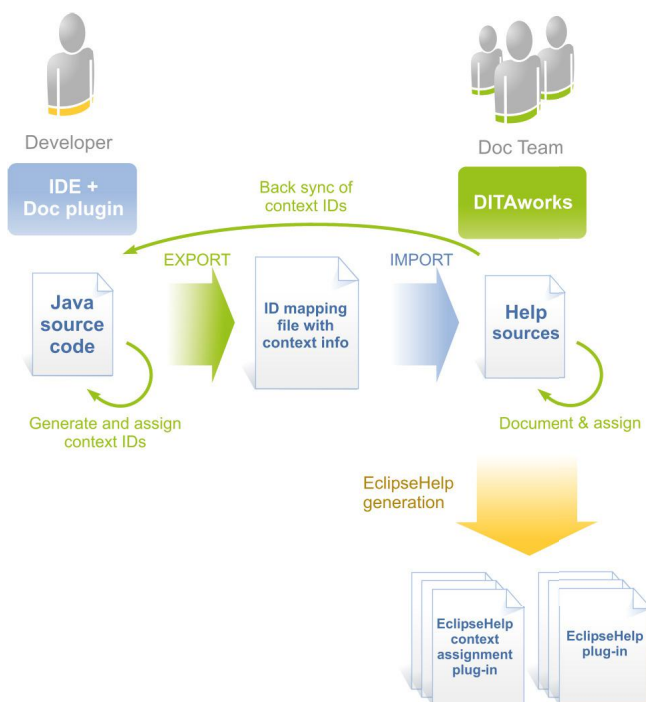 Developer
Doc Team
IDE +
Doc plugin
DITAworks
Back sync of
context IDs
EXPORT
IMPORT
Java
source
code
ID mapping
file with
context info
Help
sources
Generate and assign
context IDs
Document & assign
EclipseHelp
generation
EclipseHelp
context
assignment
plug-in
EclipseHelp
plug-in